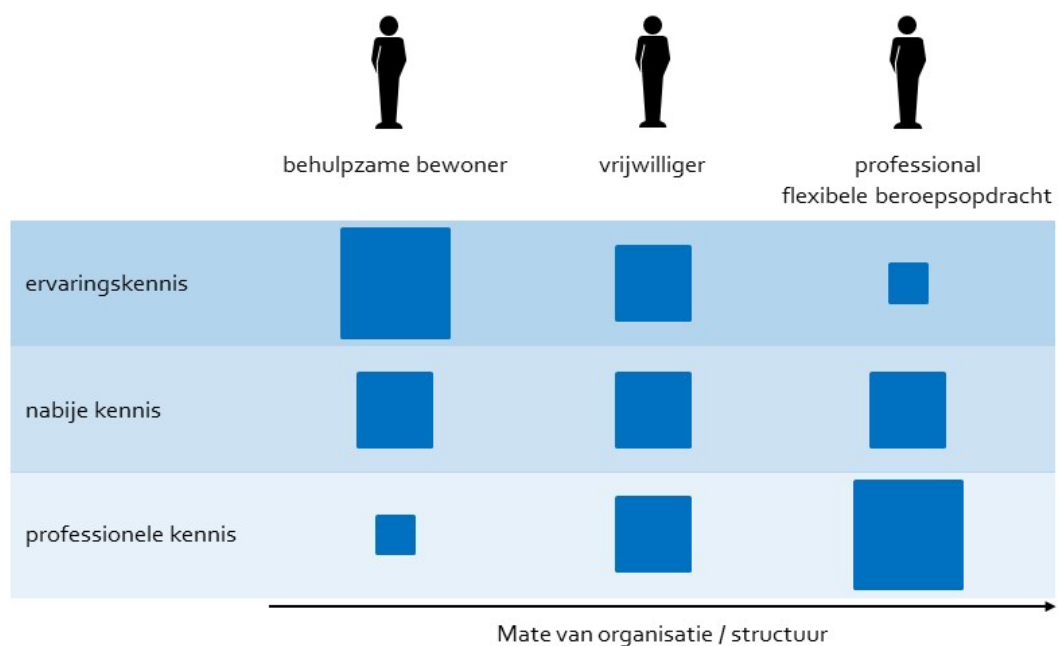 behulpzame bewoner
vrijwilliger
professional
flexibele beroepsopdracht
ervaringskennis
nabije kennis
professionele kennis
Mate van organisatie / structuur